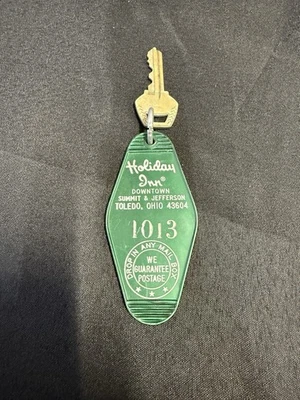 Holiday
Inn®
DOWNTOWN
SUMMIT & JEFFERSON
TOLEDO, OHIO 43604
1013
DROP IN ANY MAIL BOX
WE
GUARANTEE
POSTAGE